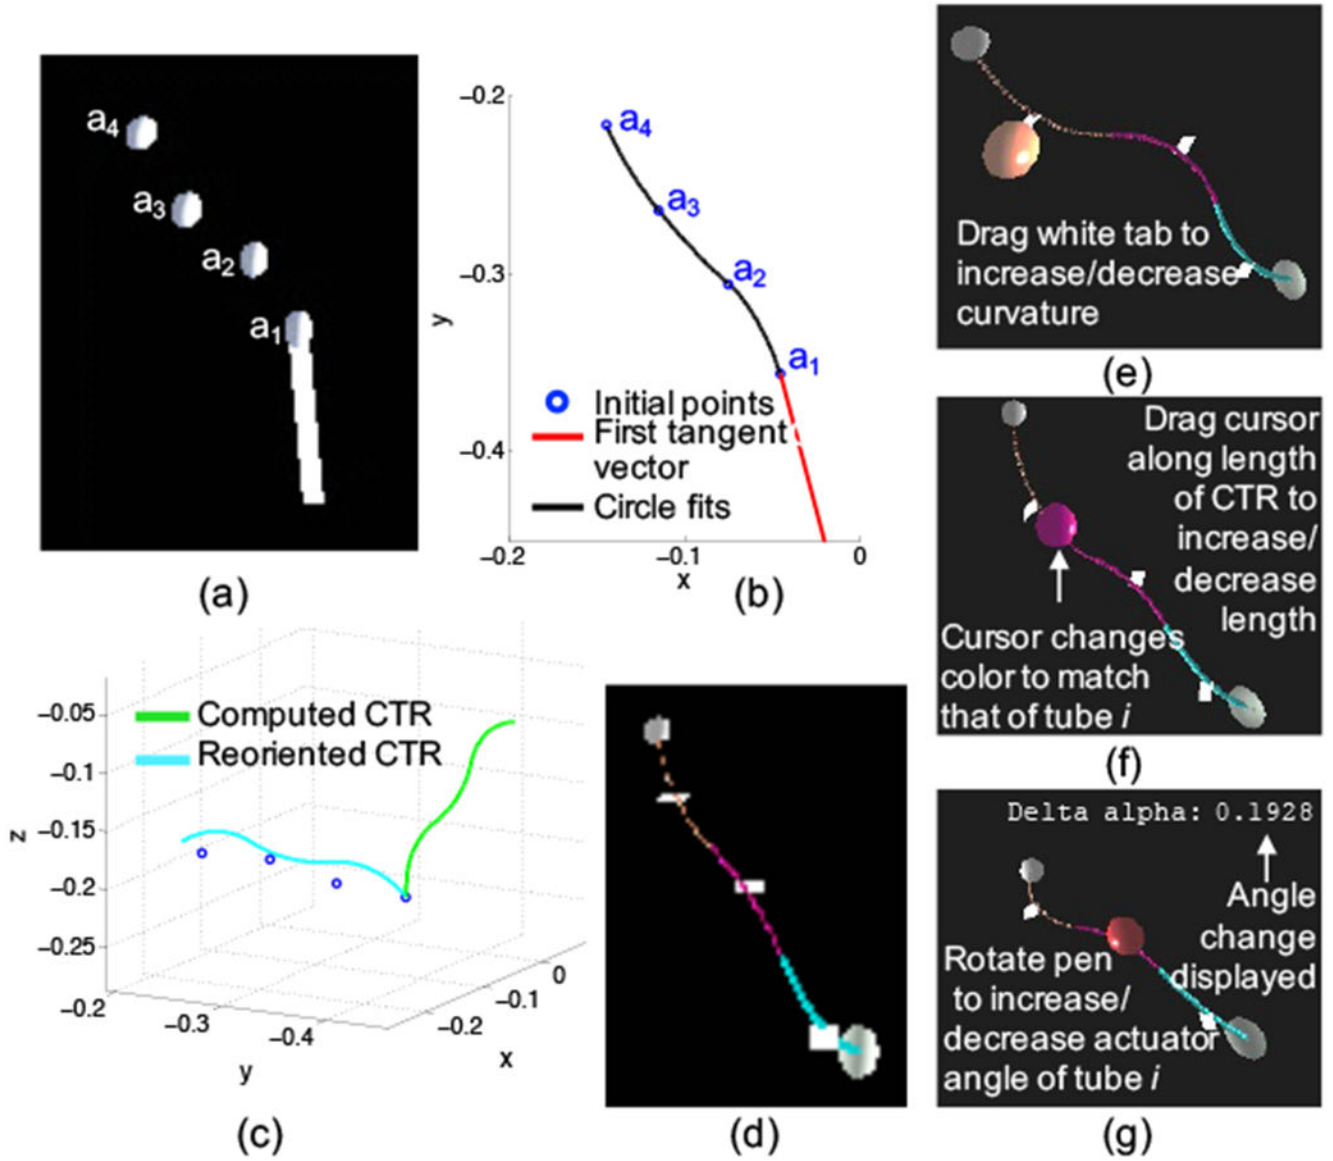 a4
a3
a2
a1
(a)
−0.2
−0.3
−0.4
y
a4
a3
a2
a1
Initial points
First tangent
vector
Circle fits
−0.2
−0.1
0
x
(b)
−0.05
−0.1
−0.15
−0.2
−0.25
z
Computed CTR
Reoriented CTR
−0.2
−0.3
−0.4
y
−0.2
−0.1
0
x
(c)
(d)
Drag white tab to
increase/decrease
curvature
(e)
Drag cursor
along length
of CTR to
increase/
decrease
length
Cursor changes
color to match
that of tube i
(f)
Delta alpha: 0.1928
Angle
change
displayed
Rotate pen
to increase/
decrease actuator
angle of tube i
(g)